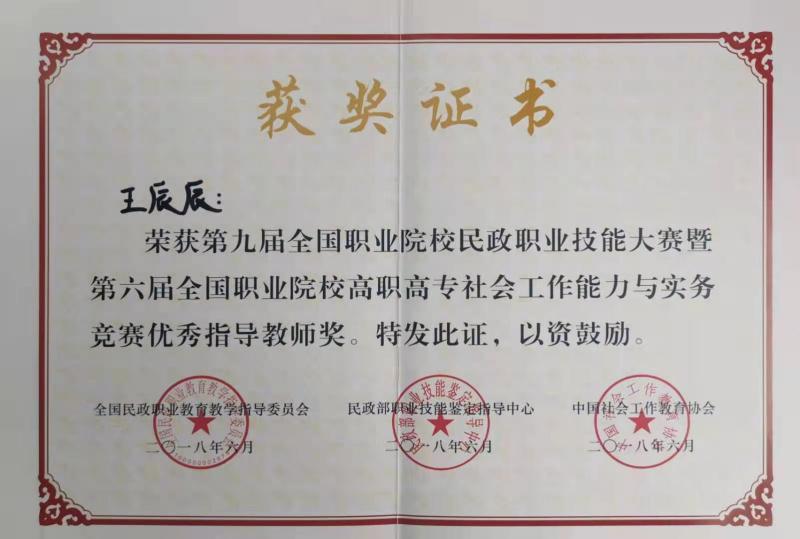 获奖证书
王辰辰：
荣获第九届全国职业院校民政职业技能大赛暨
第六届全国职业院校高职高专社会工作能力与实务
竞赛优秀指导教师奖。特发此证，以资鼓励。
全国民政职业教育教学指导委员会 民政部职业技能鉴定指导中心 中国社会工作教育协会
二〇一八年六月 二〇一八年六月 二〇一八年六月